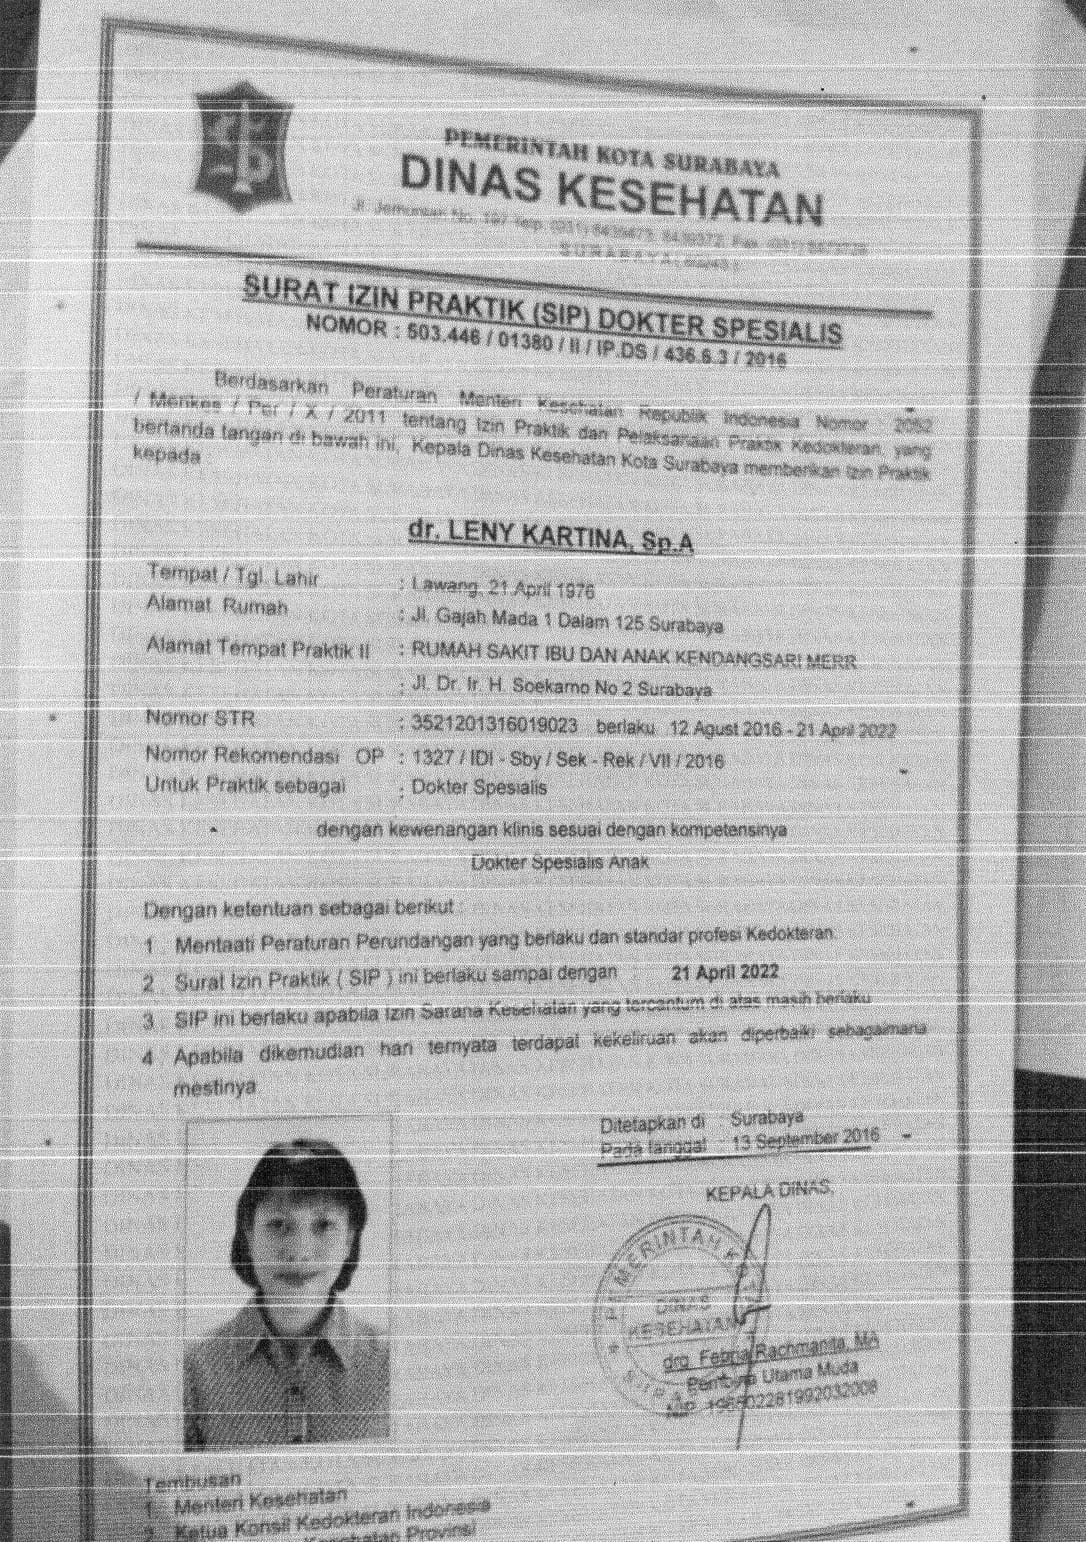 PEMERINTAH KOTA SURABAYA
DINAS KESEHATAN
Jl. Jemursari No. 197 Telp. (031)
SURABAYA
SURAT IZIN PRAKTIK (SIP) DOKTER SPESIALIS
NOMOR : 503.446 / 01380 / II / IP.DS / 436.6.3 / 2016
Berdasarkan Peraturan Menteri Kesehatan Republik Indonesia Nomor 2052
/ Menkes / Per / X / 2011 tentang Izin Praktik dan Pelaksanaan Praktik Kedokteran, yang
bertanda tangan di bawah ini, Kepala Dinas Kesehatan Kota Surabaya memberikan Izin Praktik
kepada
dr. LENY KARTINA, Sp.A
Tempat / Tgl. Lahir : Lawang, 21 April 1976
Alamat Rumah : Jl. Gajah Mada 1 Dalam 125 Surabaya
Alamat Tempat Praktik II : RUMAH SAKIT IBU DAN ANAK KENDANGSARI MERR
: Jl. Dr. Ir. H. Soekarno No 2 Surabaya
Nomor STR : 3521201316019023 berlaku 12 Agust 2016 - 21 April 2022
Nomor Rekomendasi OP : 1327 / IDI - Sby / Sek - Rek / VII / 2016
Untuk Praktik sebagai : Dokter Spesialis
dengan kewenangan klinis sesuai dengan kompetensinya
Dokter Spesialis Anak
Dengan ketentuan sebagai berikut :
1 . Mentaati Peraturan Perundangan yang berlaku dan standar profesi Kedokteran.
2 . Surat Izin Praktik ( SIP ) ini berlaku sampai dengan : 21 April 2022
3 . SIP ini berlaku apabila Izin Sarana Kesehatan yang tercantum di atas masih berlaku
4 . Apabila dikemudian hari ternyata terdapat kekeliruan akan diperbaiki sebagaimana
mestinya
Ditetapkan di : Surabaya
Pada tanggal : 13 September 2016
KEPALA DINAS,
PEMERINTAH KOTA
DINAS
KESEHATAN
drg. Febria Rachmanita, MA
Pembina Utama Muda
NIP.
Tembusan
1. Menteri Kesehatan
2. Ketua Konsil Kedokteran Indonesia
Kesehatan Provinsi